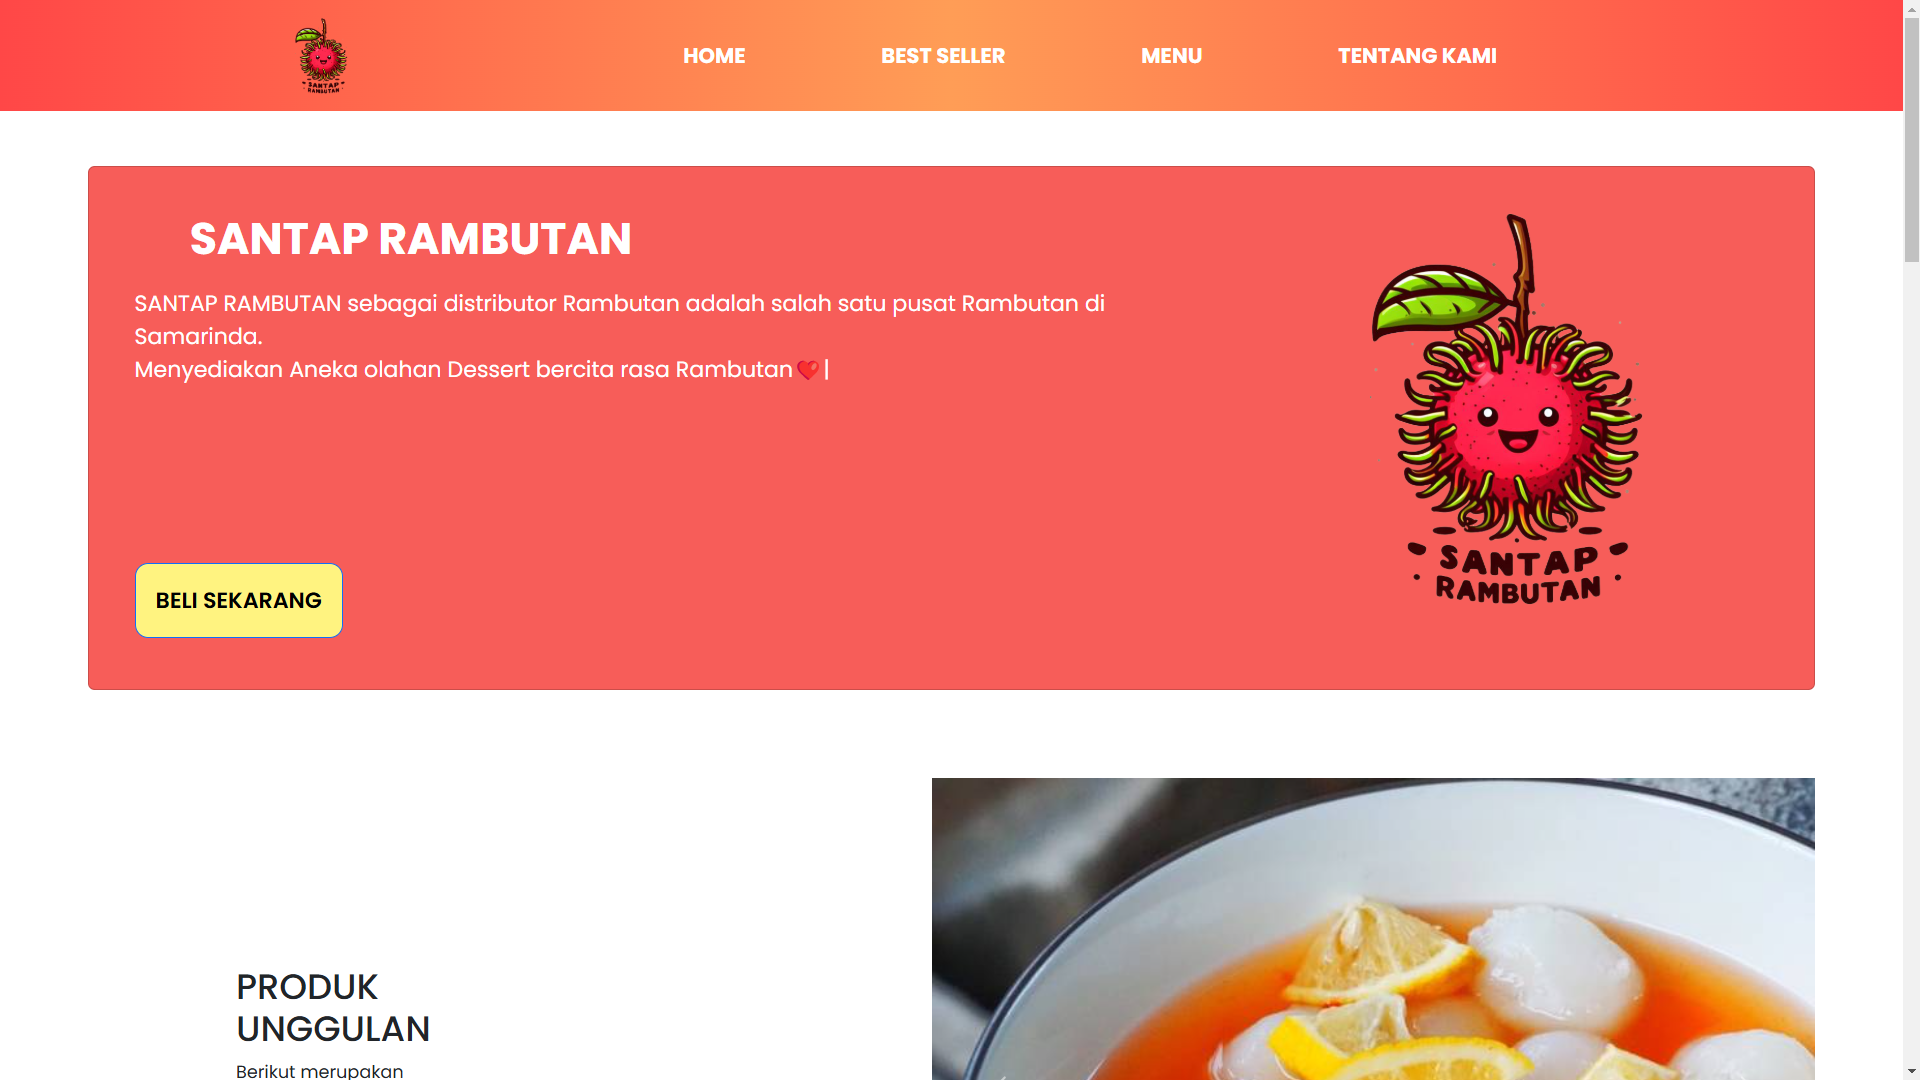 SANTAP
RAMBUTAN
HOME
BEST SELLER
MENU
TENTANG KAMI
SANTAP RAMBUTAN
SANTAP RAMBUTAN sebagai distributor Rambutan adalah salah satu pusat Rambutan di
Samarinda.
Menyediakan Aneka olahan Dessert bercita rasa Rambutan❤️|
BELI SEKARANG
SANTAP
RAMBUTAN
PRODUK
UNGGULAN
Berikut merupakan